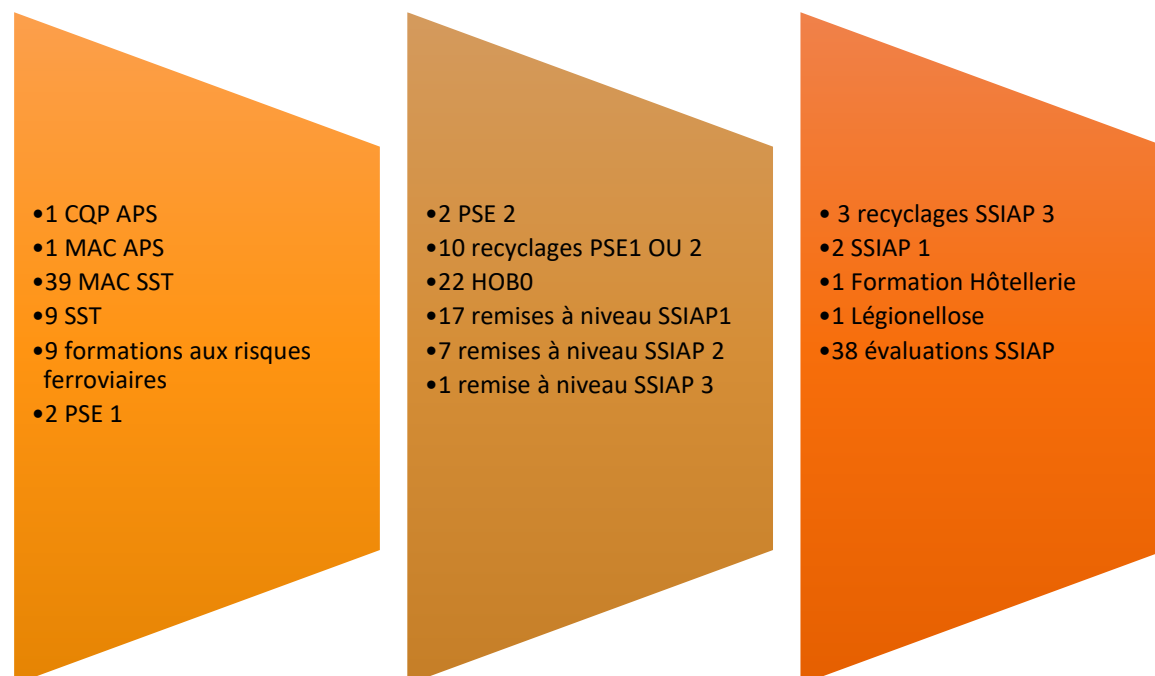 •1 CQP APS
•1 MAC APS
•39 MAC SST
•9 SST
•9 formations aux risques
ferroviaires
•2 PSE 1
•2 PSE 2
•10 recyclages PSE1 OU 2
•22 HOB0
•17 remises à niveau SSIAP1
•7 remises à niveau SSIAP 2
•1 remise à niveau SSIAP 3
• 3 recyclages SSIAP 3
•2 SSIAP 1
•1 Formation Hôtellerie
•1 Légionellose
•38 évaluations SSIAP